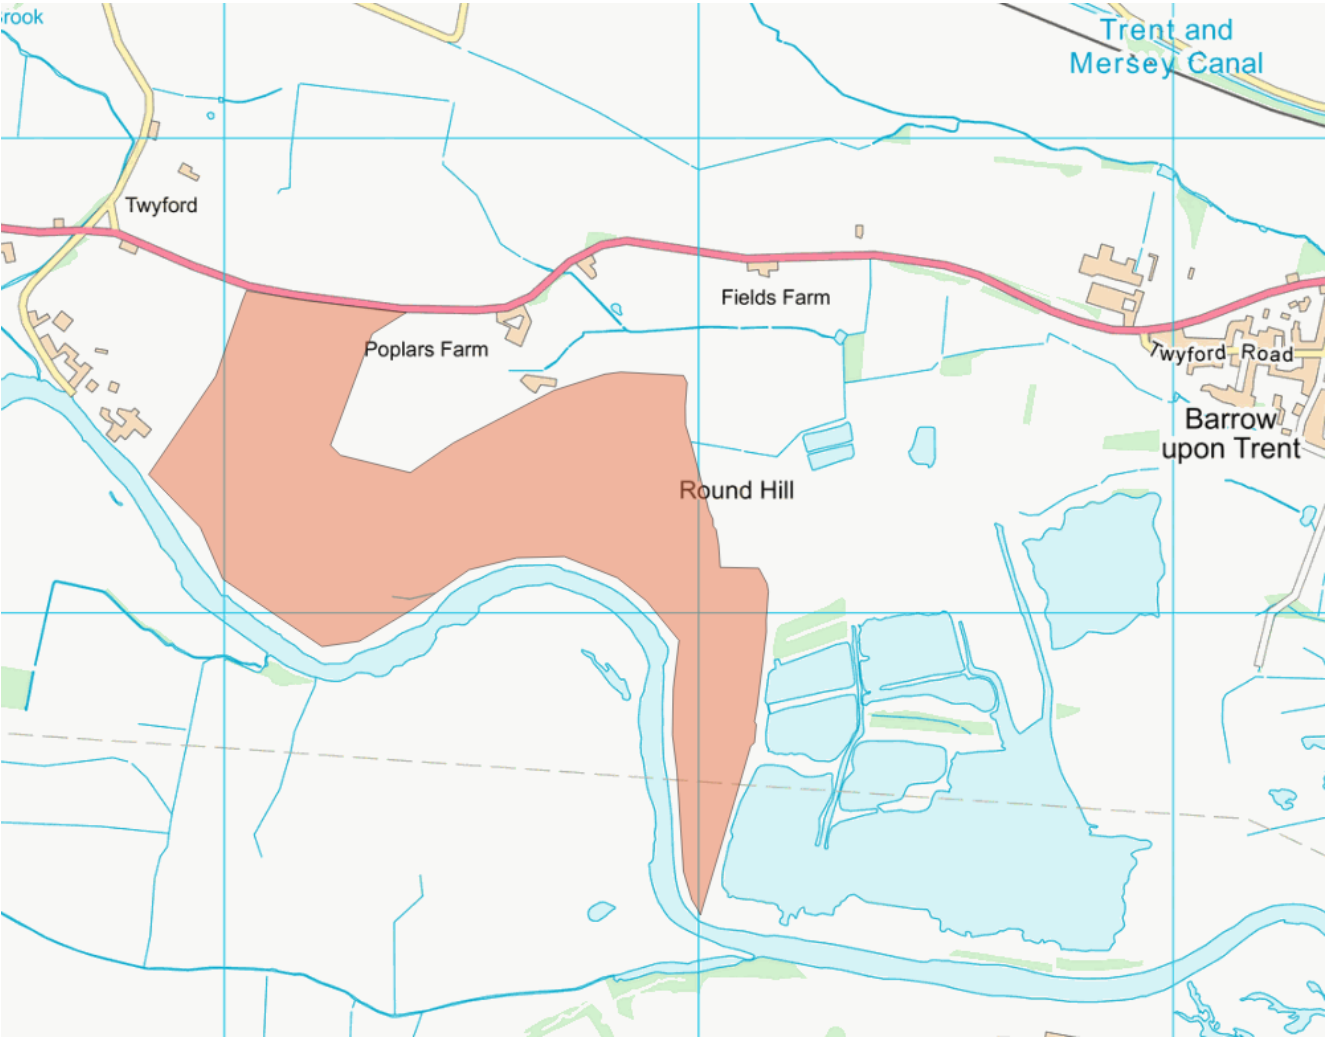 rook
Trent and
Mersey Canal
Twyford
Fields Farm
Poplars Farm
Twyford Road
Barrow
upon Trent
Round Hill